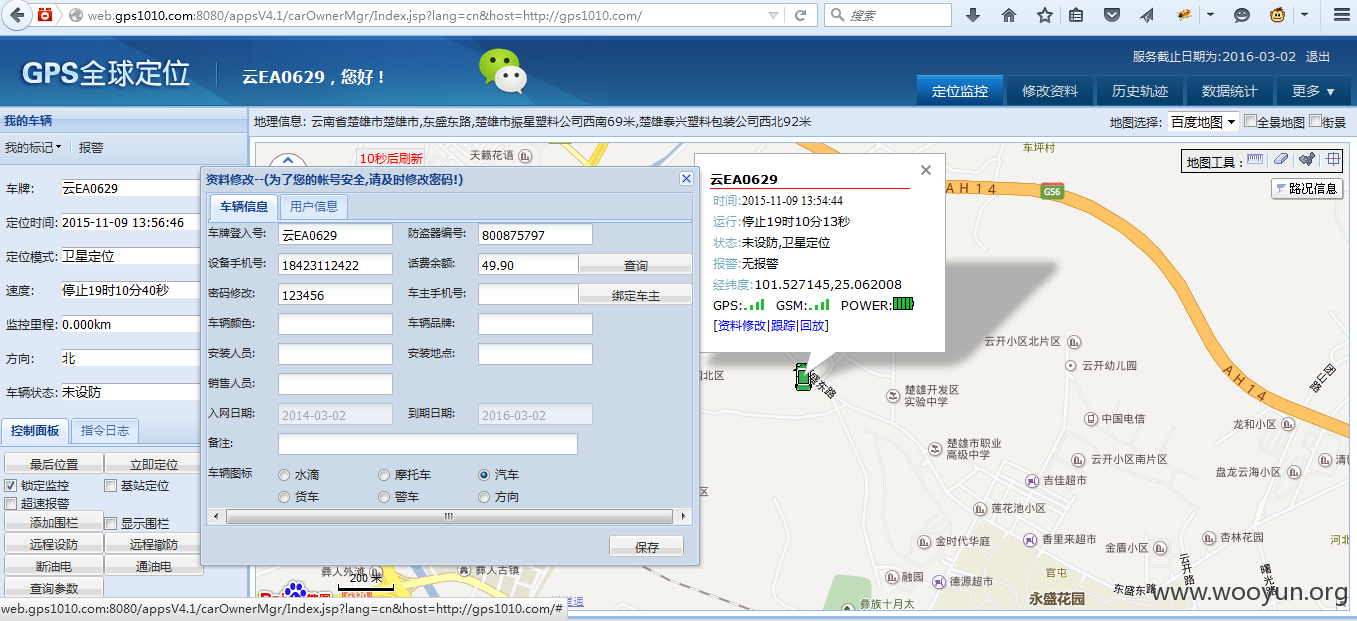 web.gps1010.com:8080/appsV4.1/carOwnerMgr/Index.jsp?lang=cn&host=http://gps1010.com/
搜索
GPS全球定位
云EA0629，您好！
服务截止日期为:2016-03-02 退出
定位监控 修改资料 历史轨迹 数据统计 更多 ▼
我的车辆
地理信息: 云南省楚雄市楚雄市,东盛东路,楚雄市振星塑料公司西南69米,楚雄泰兴塑料包装公司西北92米
地图选择: 百度地图 全景地图 街景
我的标记 报警
10秒后刷新
天籁花语
车坪村
地图工具：
路况信息
车牌: 云EA0629
定位时间: 2015-11-09 13:56:46
定位模式: 卫星定位
速度: 停止19时10分40秒
监控里程: 0.000km
方向: 北
车辆状态: 未设防
控制面板 指令日志
最后位置 立即定位
锁定监控 基站定位
超速报警
添加围栏 显示围栏
远程设防 远程撤防
断油电 通油电
查询参数
资料修改--(为了您的帐号安全,请及时修改密码!)
车辆信息 用户信息
车牌登入号: 云EA0629 防盗器编号: 800875797
设备手机号: 18423112422 话费余额: 49.90 查询
密码修改: 123456 车主手机号: 绑定车主
车辆颜色: 车辆品牌:
安装人员: 安装地点:
销售人员:
入网日期: 2014-03-02 到期日期: 2016-03-02
备注:
车辆图标 水滴 摩托车 汽车
货车 警车 方向
保存
云EA0629
时间:2015-11-09 13:54:44
运行:停止19时10分13秒
状态:未设防,卫星定位
报警:无报警
经纬度:101.527145,25.062008
GPS: GSM: POWER:
[资料修改|跟踪|回放]
AH14
G56
AH14
云开小区北片区
云开幼儿园
北区
盛东路
楚雄开发区
实验中学
团山路
中国电信
龙和小区
楚雄市职业
高级中学
云开小区南片区
盘龙云海小区
吉佳超市
莲花池小区
金时代华庭
香里来超市
金盾小区
杏林花园
彝人外滩
彝人古镇
融园
德源超市
官屯
云开路
东盛东路
曙光路
永盛花园
彝族十月太
200 米
web.gps1010.com:8080/appsV4.1/carOwnerMgr/Index.jsp?lang=cn&host=http://gps1010.com/#
www.wooyun.org